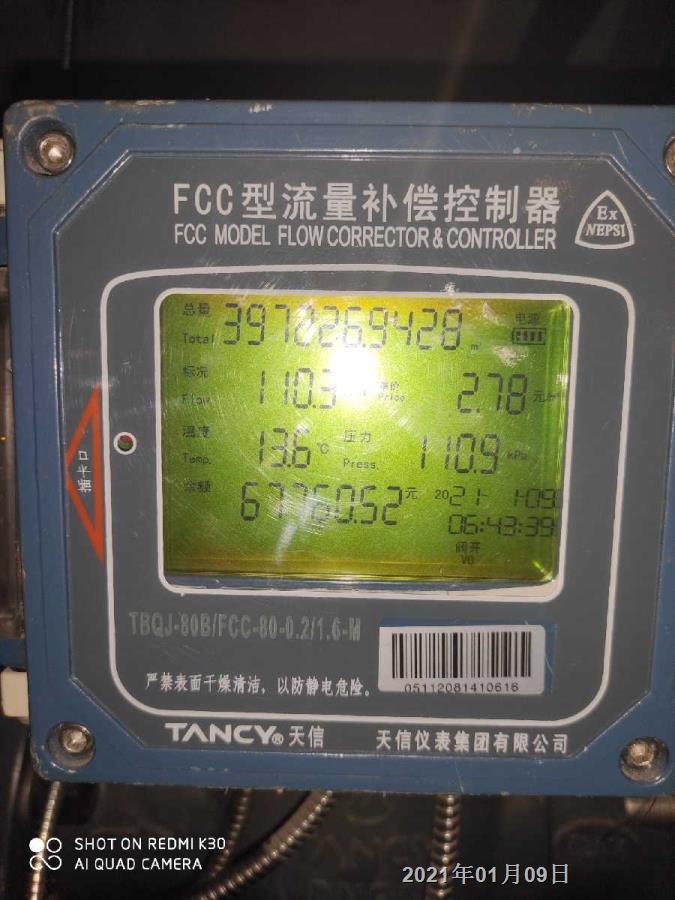 FCC型流量补偿控制器
FCC MODEL FLOW CORRECTOR & CONTROLLER
Ex
NEPSI
总量
Total 3970269428 m
电源
标况
Flow 110.3
单价
Price 2.78 元/m
温度
Temp. 13.6 ℃
压力
Press. 110.9 kPa
余额 67760.52 元
2021 109
06:43:39
阀开
插卡口
TBQJ-80B/FCC-80-0.2/1.6-M
严禁表面干燥清洁,以防静电危险。
05112081410616
TANCY® 天信
天信仪表集团有限公司
SHOT ON REDMI K30
AI QUAD CAMERA
2021年01月09日